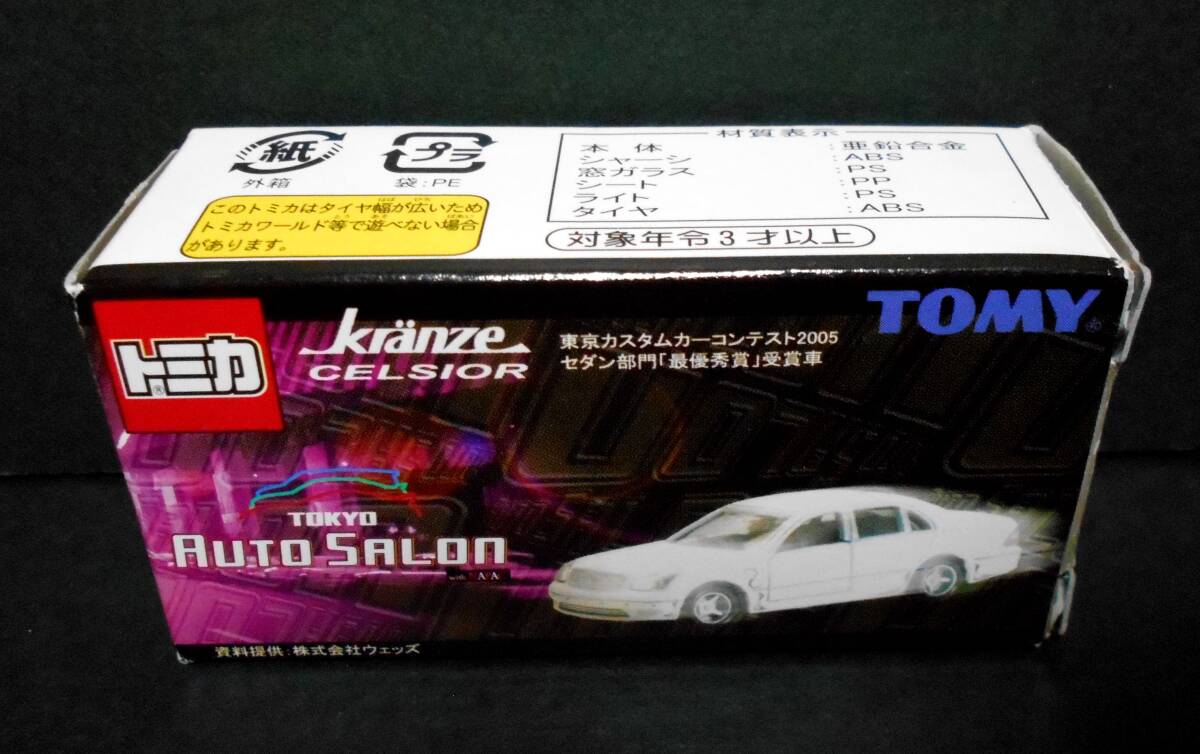 紙
外箱
プラ
袋:PE
このトミカはタイヤ幅が広いため
トミカワールド等で遊べない場合
があります。
材質表示
本体:亜鉛合金
シャーシ:ABS
窓ガラス:PS
シート:PP
ライト:PS
タイヤ:ABS
対象年令3才以上
トミカ®
kränze
CELSIOR
東京カスタムカーコンテスト2005
セダン部門「最優秀賞」受賞車
TOMY®
TOKYO
AUTO SALON
with
資料提供:株式会社ウェッズ